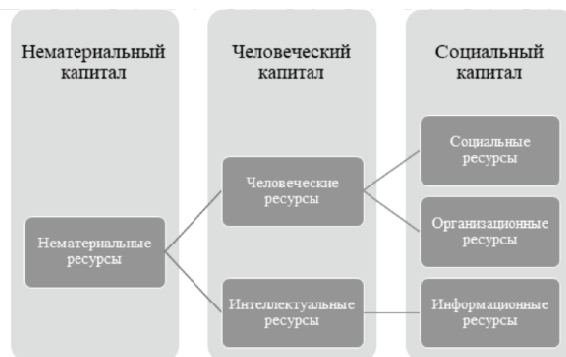 Нематериальный
капитал
Человеческий
капитал
Социальный
капитал
Социальные
ресурсы
Человеческие
ресурсы
Организационные
ресурсы
Нематериальные
ресурсы
Интеллектуальные
ресурсы
Информационные
ресурсы